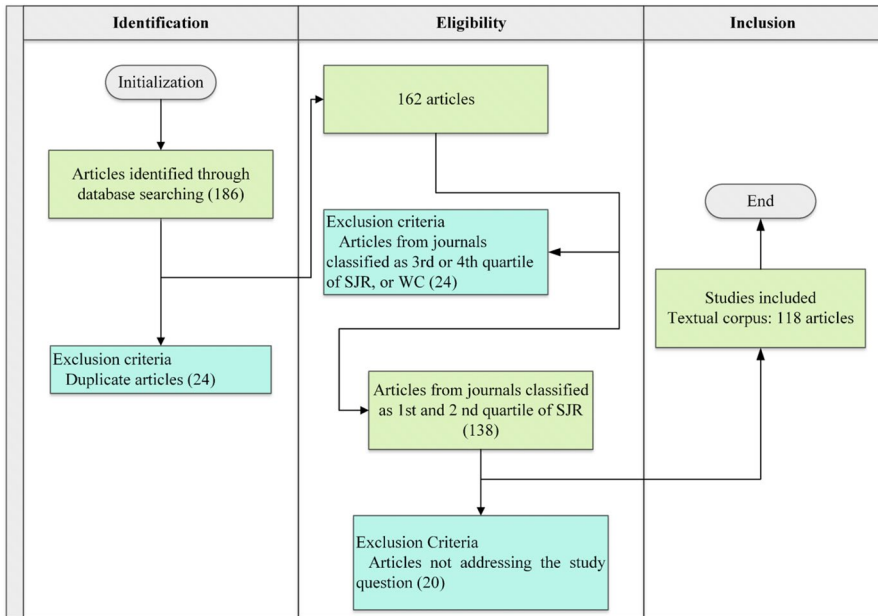 Identification
Eligibility
Inclusion
Initialization
Articles identified through
database searching (186)
Exclusion criteria
Duplicate articles (24)
162 articles
Exclusion criteria
Articles from journals
classified as 3rd or 4th quartile
of SJR, or WC (24)
Articles from journals classified
as 1st and 2 nd quartile of SJR
(138)
Exclusion Criteria
Articles not addressing the study
question (20)
End
Studies included
Textual corpus: 118 articles